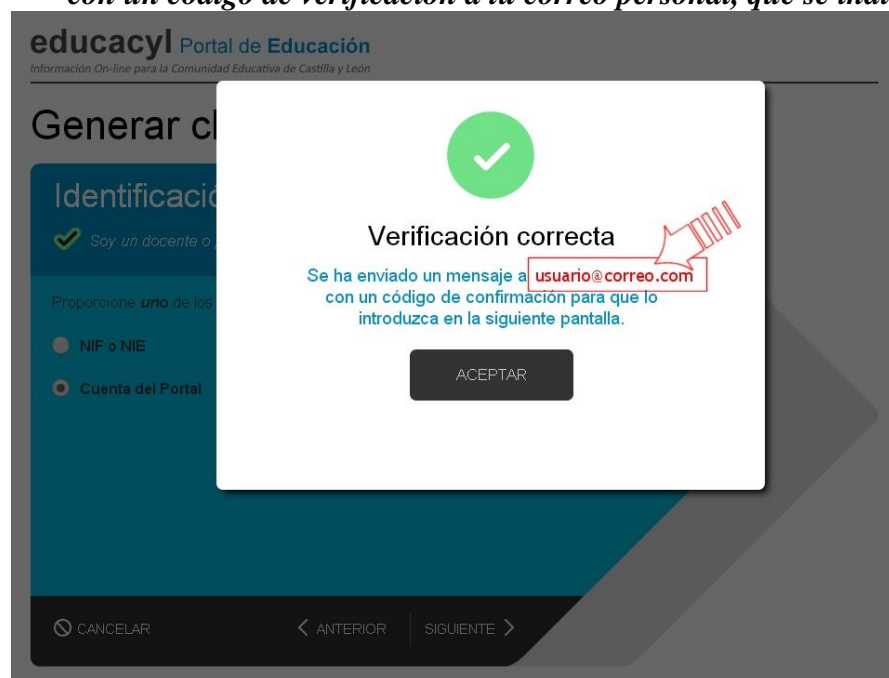 con un código de verificación a la correo personal, que se
educacyl Portal de Educación
Información On-line para la Comunidad Educativa de Castilla y León
Generar
Identificació
Soy un docente o
Verificación correcta
Se ha enviado un mensaje a usuario@correo.com
con un código de confirmación para que lo
introduzca en la siguiente pantalla.
Proporcione uno de los
NIF o NIE
Cuenta del Portal
ACEPTAR
CANCELAR
ANTERIOR
SIGUIENTE